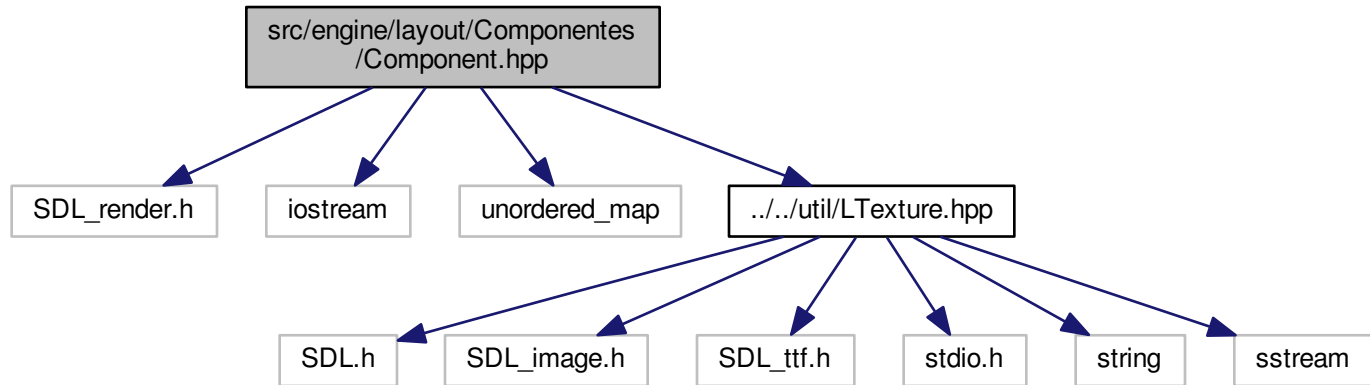 src/engine/layout/Componentes
/Component.hpp
SDL_render.h
iostream
unordered_map
../../util/LTexture.hpp
SDL.h
SDL_image.h
SDL_ttf.h
stdio.h
string
sstream